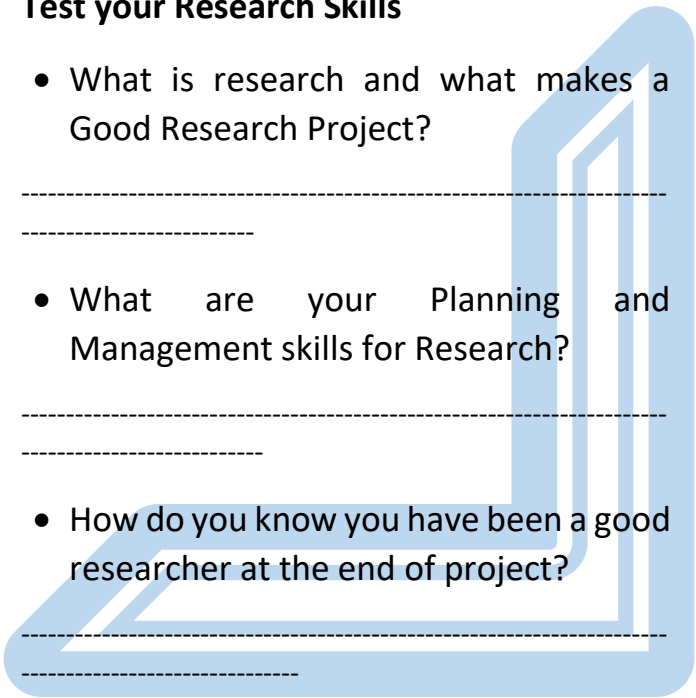 Test your Research Skills
• What is research and what makes a
Good Research Project?
-------------------------------------------------------------------------
--------------------------
• What are your Planning and
Management skills for Research?
-------------------------------------------------------------------------
---------------------------
• How do you know you have been a good
researcher at the end of project?
-------------------------------------------------------------------------
-------------------------------